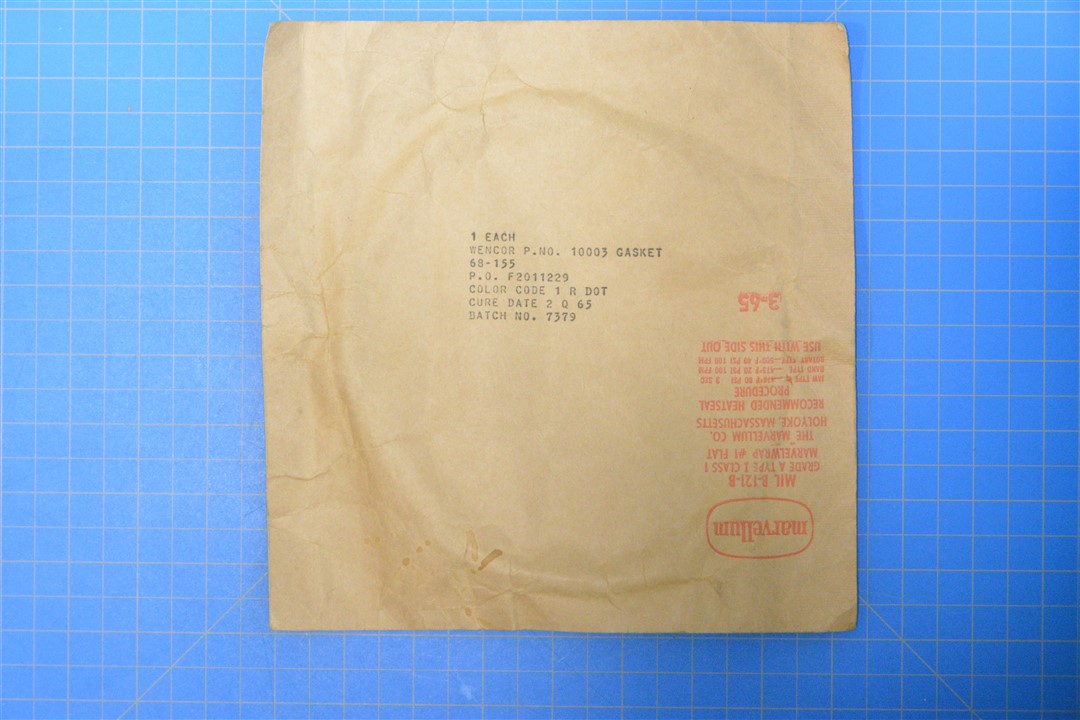 1 EACH
WENCOR P.NO. 10003 GASKET
68-155
P.O. F2011229
COLOR CODE 1 R DOT
CURE DATE 2 Q 65
BATCH NO. 7379
marvellum
MIL B-121-B
GRADE A TYPE I CLASS 1
MARVELWRAP #1 FLAT
THE MARVELLUM CO.
HOLYOKE, MASSACHUSETTS
RECOMMENDED HEATSEAL
PROCEDURE
USE WITH THIS SIDE OUT
3-65